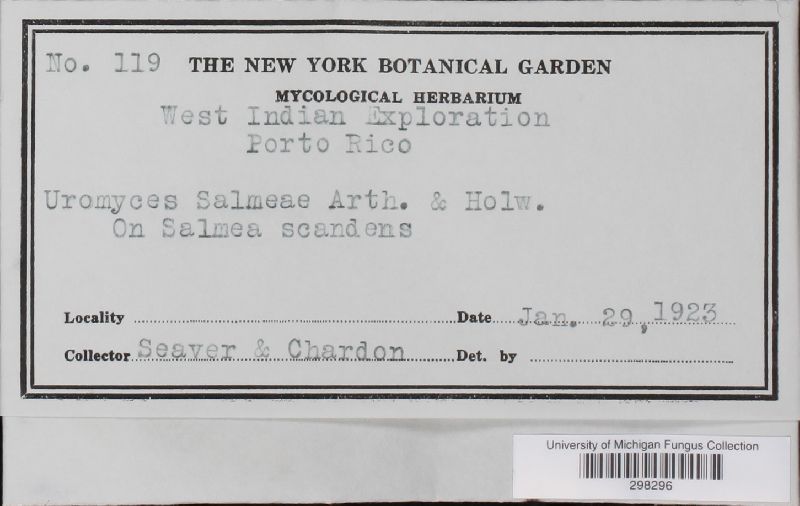 No. 119 THE NEW YORK BOTANICAL GARDEN
MYCOLOGICAL HERBARIUM
West Indian Exploration
Porto Rico
Uromyces Salmeae Arth. & Holw.
On Salmea scandens
Locality Date Jan. 29, 1923
Collector Seaver & Chardon Det. by
University of Michigan Fungus Collection
298296